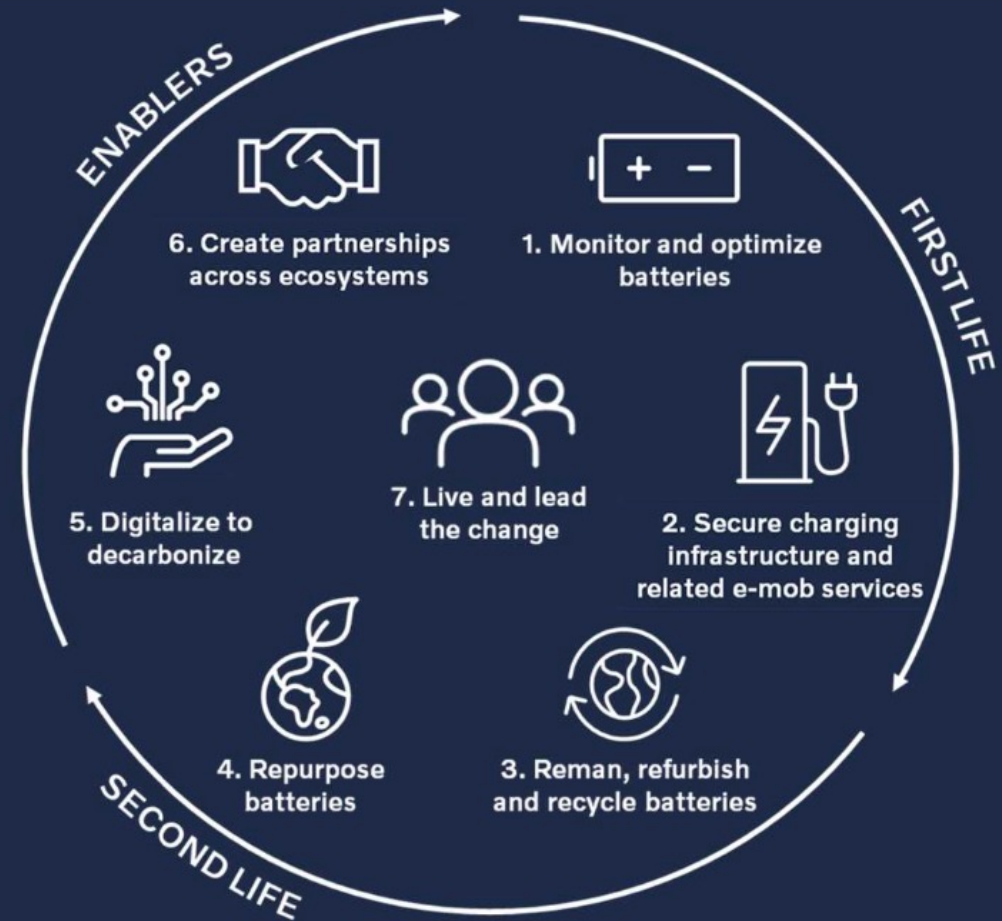 ENABLERS
FIRST LIFE
6. Create partnerships
across ecosystems
1. Monitor and optimize
batteries
5. Digitalize to
decarbonize
7. Live and lead
the change
2. Secure charging
infrastructure and
related e-mob services
4. Repurpose
batteries
3. Reman, refurbish
and recycle batteries
SECOND LIFE